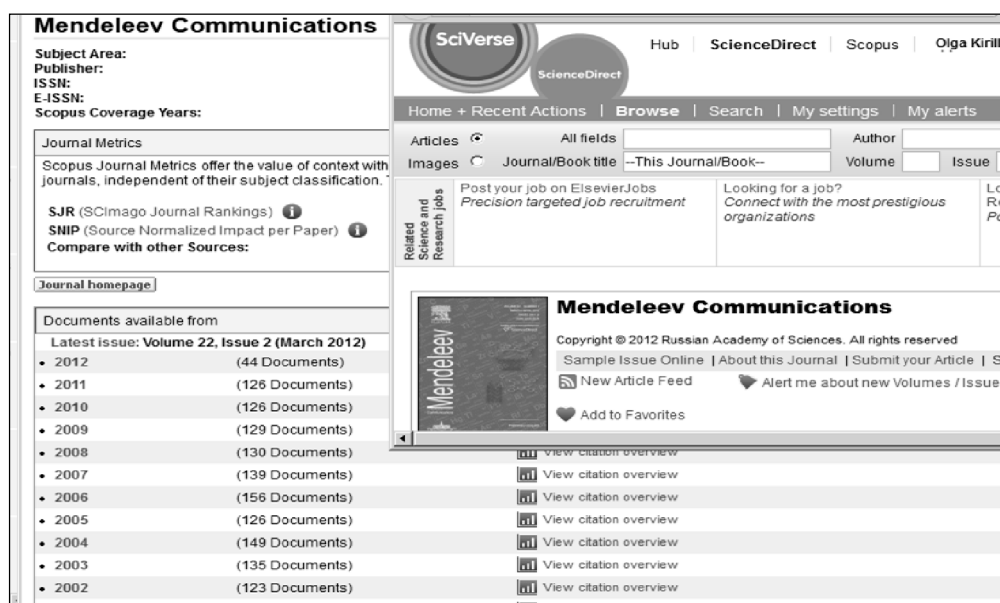 Mendeleev Communications
Subject Area:
Publisher:
ISSN:
E-ISSN:
Scopus Coverage Years:
Journal Metrics
Scopus Journal Metrics offer the value of context with
journals, independent of their subject classification.
SJR (SCImago Journal Rankings)
SNIP (Source Normalized Impact per Paper)
Compare with other Sources:
Journal homepage
Documents available from
Latest issue: Volume 22, Issue 2 (March 2012)
• 2012 (44 Documents)
• 2011 (126 Documents)
• 2010 (126 Documents)
• 2009 (129 Documents)
• 2008 (130 Documents) View citation overview
• 2007 (139 Documents) View citation overview
• 2006 (156 Documents) View citation overview
• 2005 (126 Documents) View citation overview
• 2004 (149 Documents) View citation overview
• 2003 (135 Documents) View citation overview
• 2002 (123 Documents) View citation overview
SciVerse
ScienceDirect
Hub ScienceDirect Scopus Olga Kirill
Home + Recent Actions | Browse | Search | My settings | My alerts
Articles All fields Author
Images Journal/Book title --This Journal/Book-- Volume Issue
Related
Science and
Research jobs
Post your job on ElsevierJobs
Precision targeted job recruitment
Looking for a job?
Connect with the most prestigious
organizations
Mendeleev
Mendeleev Communications
Copyright © 2012 Russian Academy of Sciences. All rights reserved
Sample Issue Online | About this Journal | Submit your Article | S
New Article Feed Alert me about new Volumes / Issue
Add to Favorites